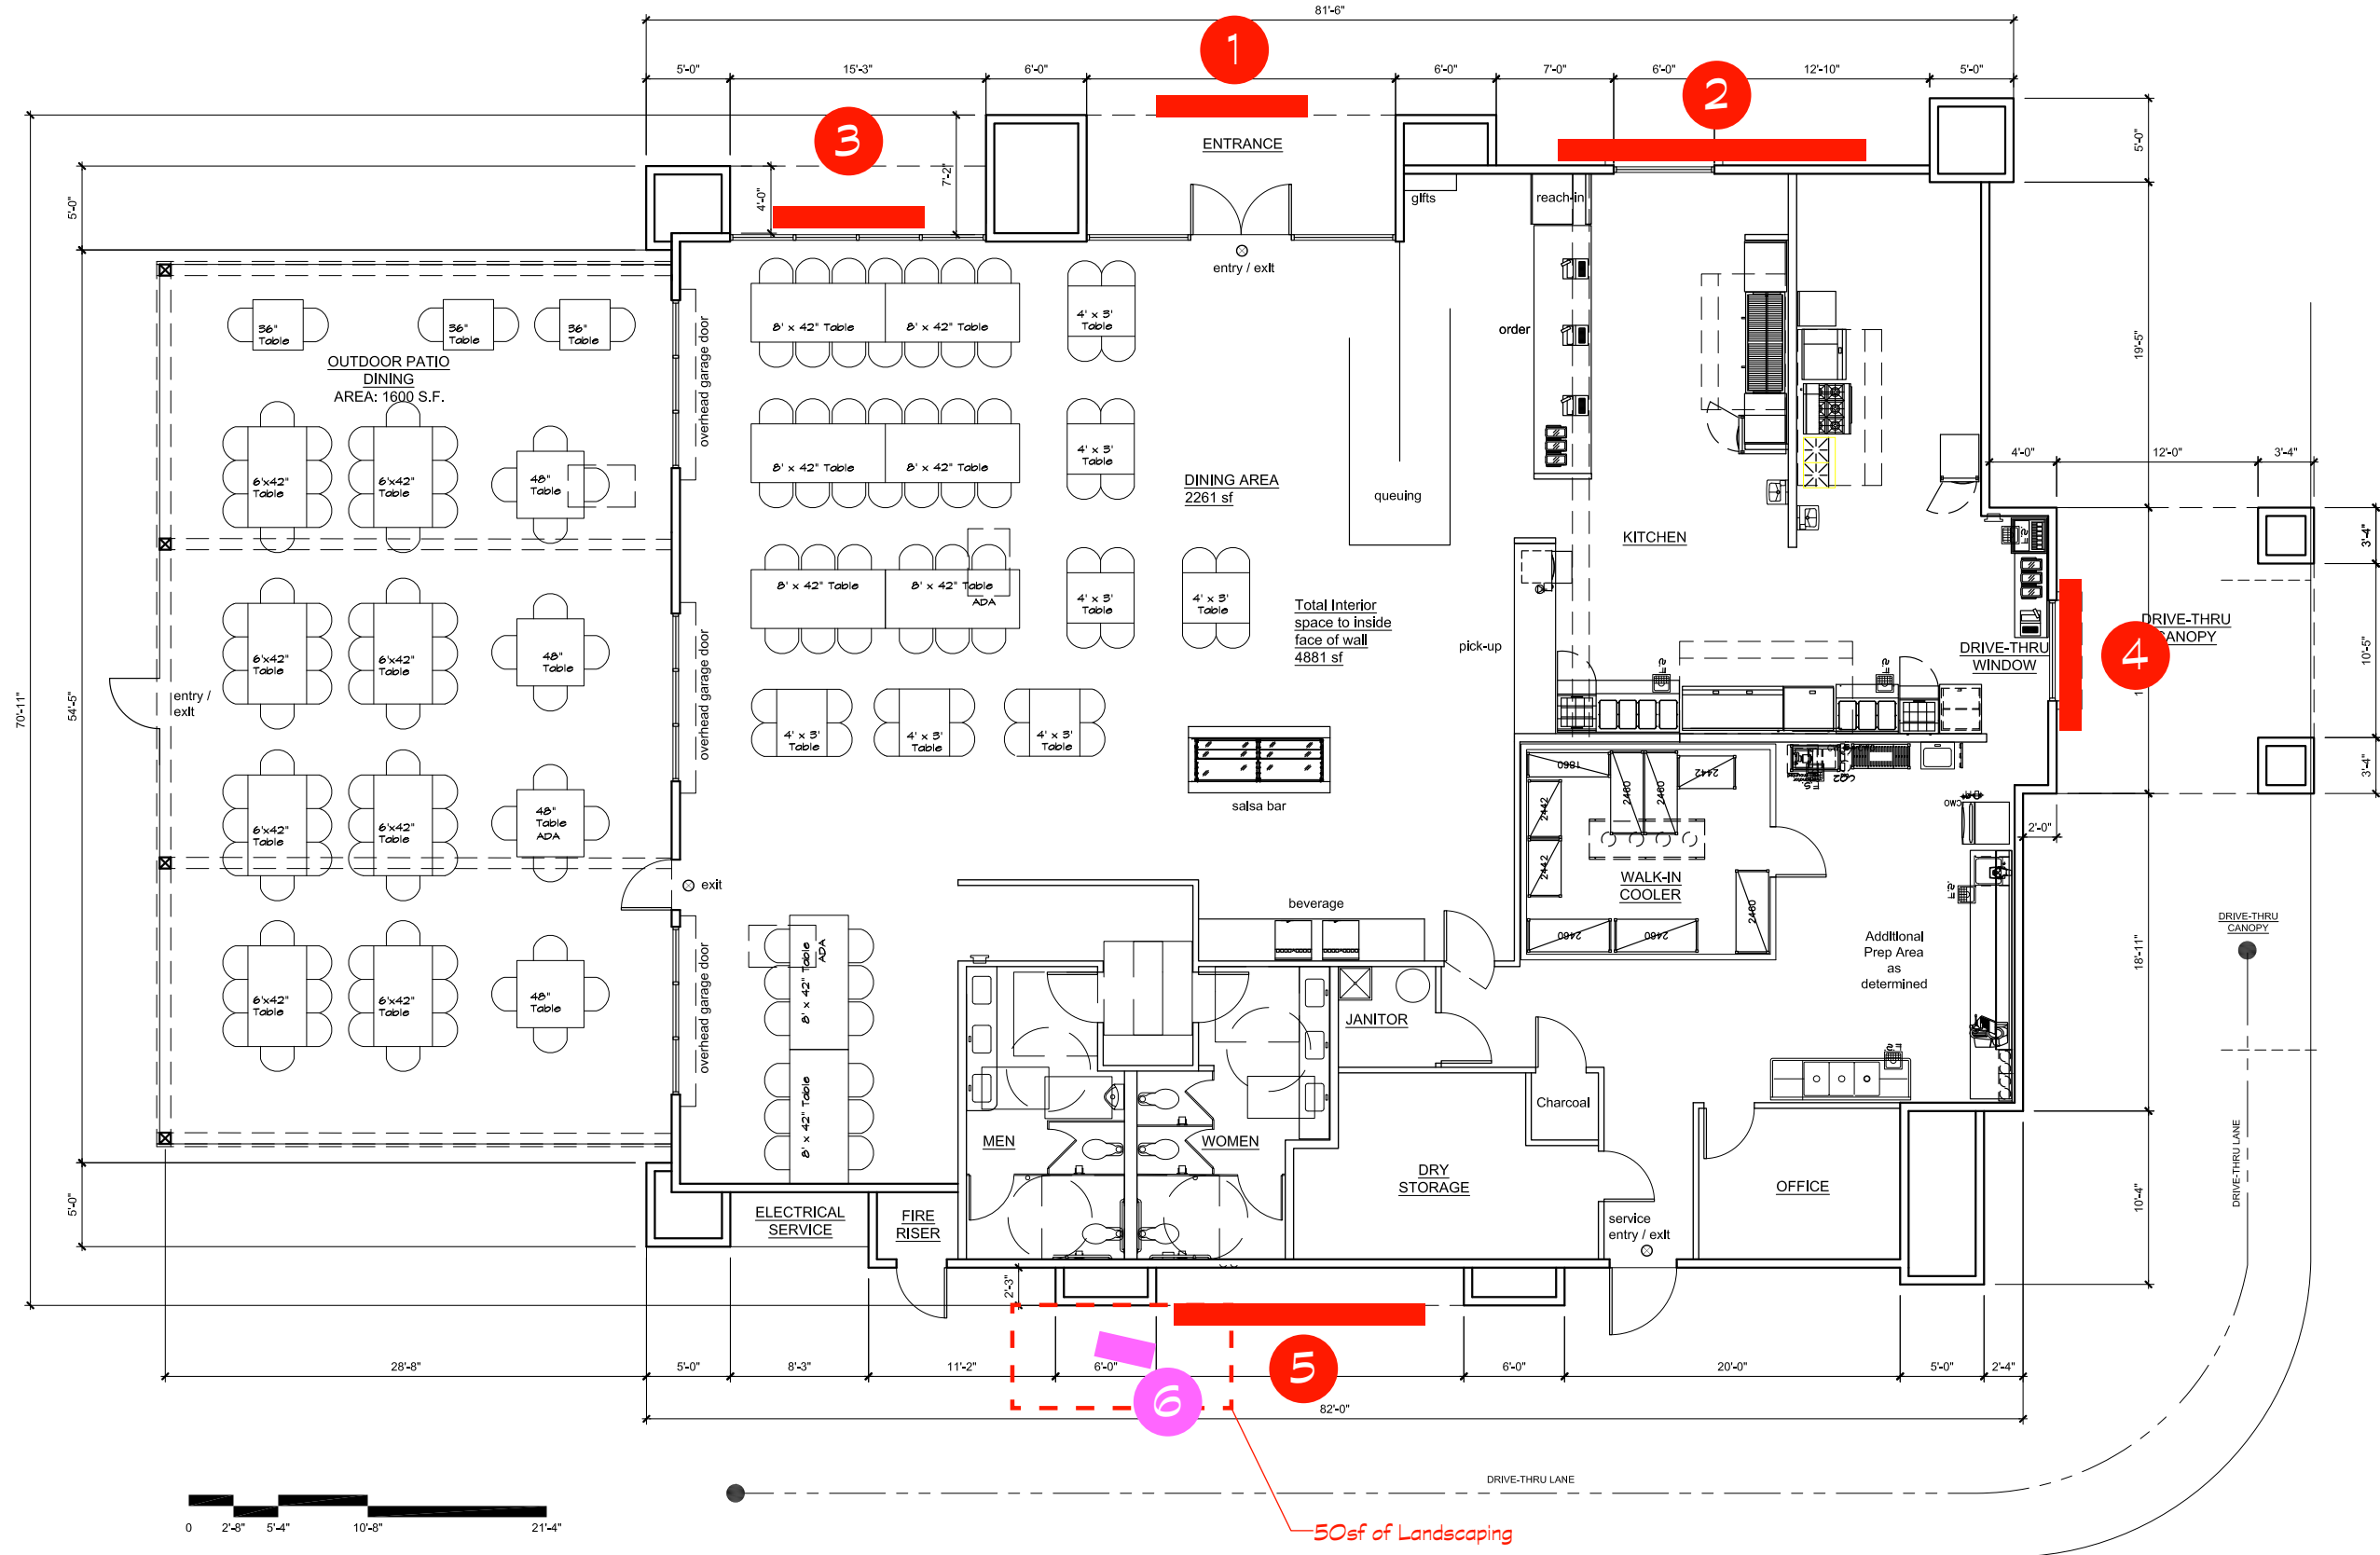 81'-6"
5'-0"
15'-3"
6'-0"
1
6'-0"
7'-0"
6'-0"
2
12'-10"
5'-0"
3
ENTRANCE
5'-0"
4'-0"
7'-2"
5'-0"
gifts
reach-in
entry / exit
36"
Table
36"
Table
36"
Table
OUTDOOR PATIO
DINING
AREA: 1600 S.F.
overhead garage door
8' x 42" Table
8' x 42" Table
4' x 3'
Table
order
19'-5"
8' x 42" Table
8' x 42" Table
4' x 3'
Table
4'-0"
12'-0"
3'-4"
6'x42"
Table
6'x42"
Table
48"
Table
DINING AREA
2261 sf
queuing
KITCHEN
3'-4"
8' x 42" Table
8' x 42" Table
ADA
4' x 3'
Table
4' x 3'
Table
Total Interior
space to inside
face of wall
4881 sf
pick-up
DRIVE-THRU
WINDOW
4
DRIVE-THRU
CANOPY
10'-5"
6'x42"
Table
6'x42"
Table
48"
Table
entry /
exit
overhead garage door
70'-11"
54'-5"
4' x 3'
Table
4' x 3'
Table
4' x 3'
Table
salsa bar
3'-4"
1860
2460
2460
2442
2442
2442
CO2
CWO
2'-0"
6'x42"
Table
6'x42"
Table
48"
Table
ADA
exit
beverage
WALK-IN
COOLER
2460
2460
2460
Additional
Prep Area
as
determined
DRIVE-THRU
CANOPY
18'-11"
6'x42"
Table
6'x42"
Table
48"
Table
overhead garage door
8' x 42" Table
ADA
8' x 42" Table
JANITOR
Charcoal
MEN
WOMEN
DRY
STORAGE
OFFICE
DRIVE-THRU LANE
10'-4"
5'-0"
ELECTRICAL
SERVICE
FIRE
RISER
service
entry / exit
2'-3"
28'-8"
5'-0"
8'-3"
11'-2"
6'-0"
5
6'-0"
20'-0"
5'-0"
2'-4"
6
82'-0"
DRIVE-THRU LANE
0
2'-8"
5'-4"
10'-8"
21'-4"
50sf of Landscaping